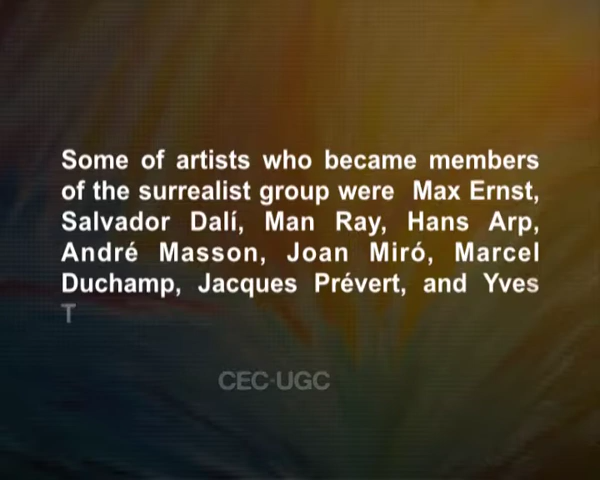 Some of artists who became members
of the surrealist group were Max Ernst,
Salvador Dalí, Man Ray, Hans Arp,
André Masson, Joan Miró, Marcel
Duchamp, Jacques Prévert, and Yves
T
CEC-UGC